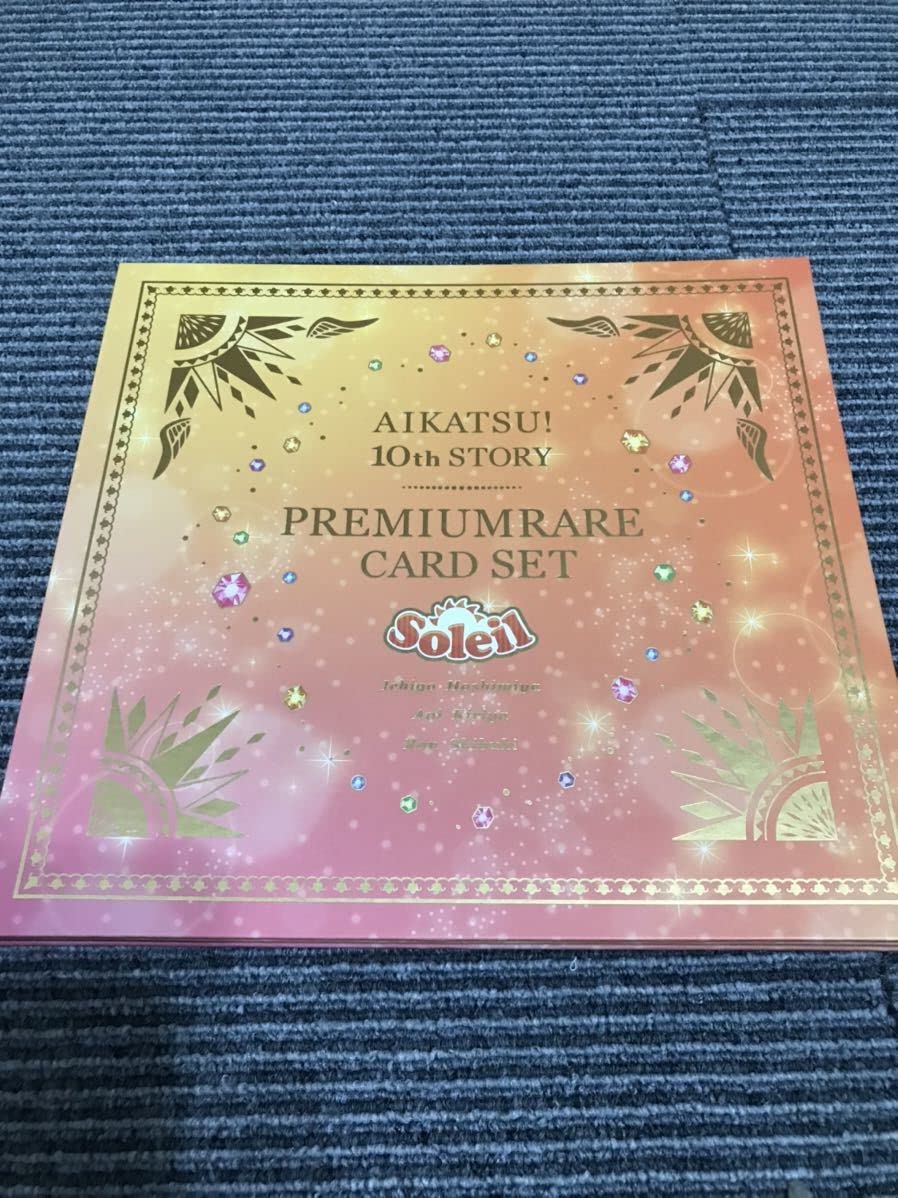 AIKATSU!
10th STORY
PREMIUMRARE
CARD SET
Soleil
Ichigo Hoshimiya
Aoi Kiriya
Ran Shibuki